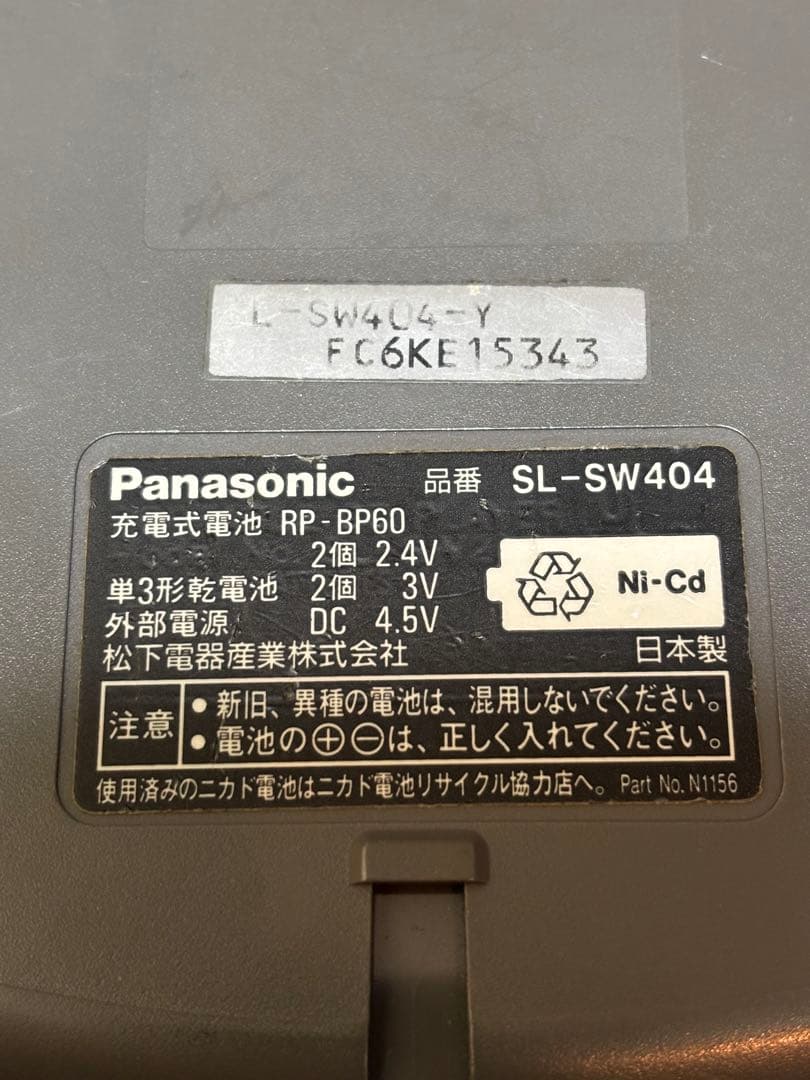 L-SW404-Y
FC6KE15343
Panasonic 品番 SL-SW404
充電式電池 RP-BP60
2個 2.4V
単3形乾電池 2個 3V
外部電源 DC 4.5V
Ni-Cd
松下電器産業株式会社 日本製
注意
・新旧、異種の電池は、混用しないでください。
・電池の⊕⊖は、正しく入れてください。
使用済みのニカド電池はニカド電池リサイクル協力店へ。 Part No. N1156